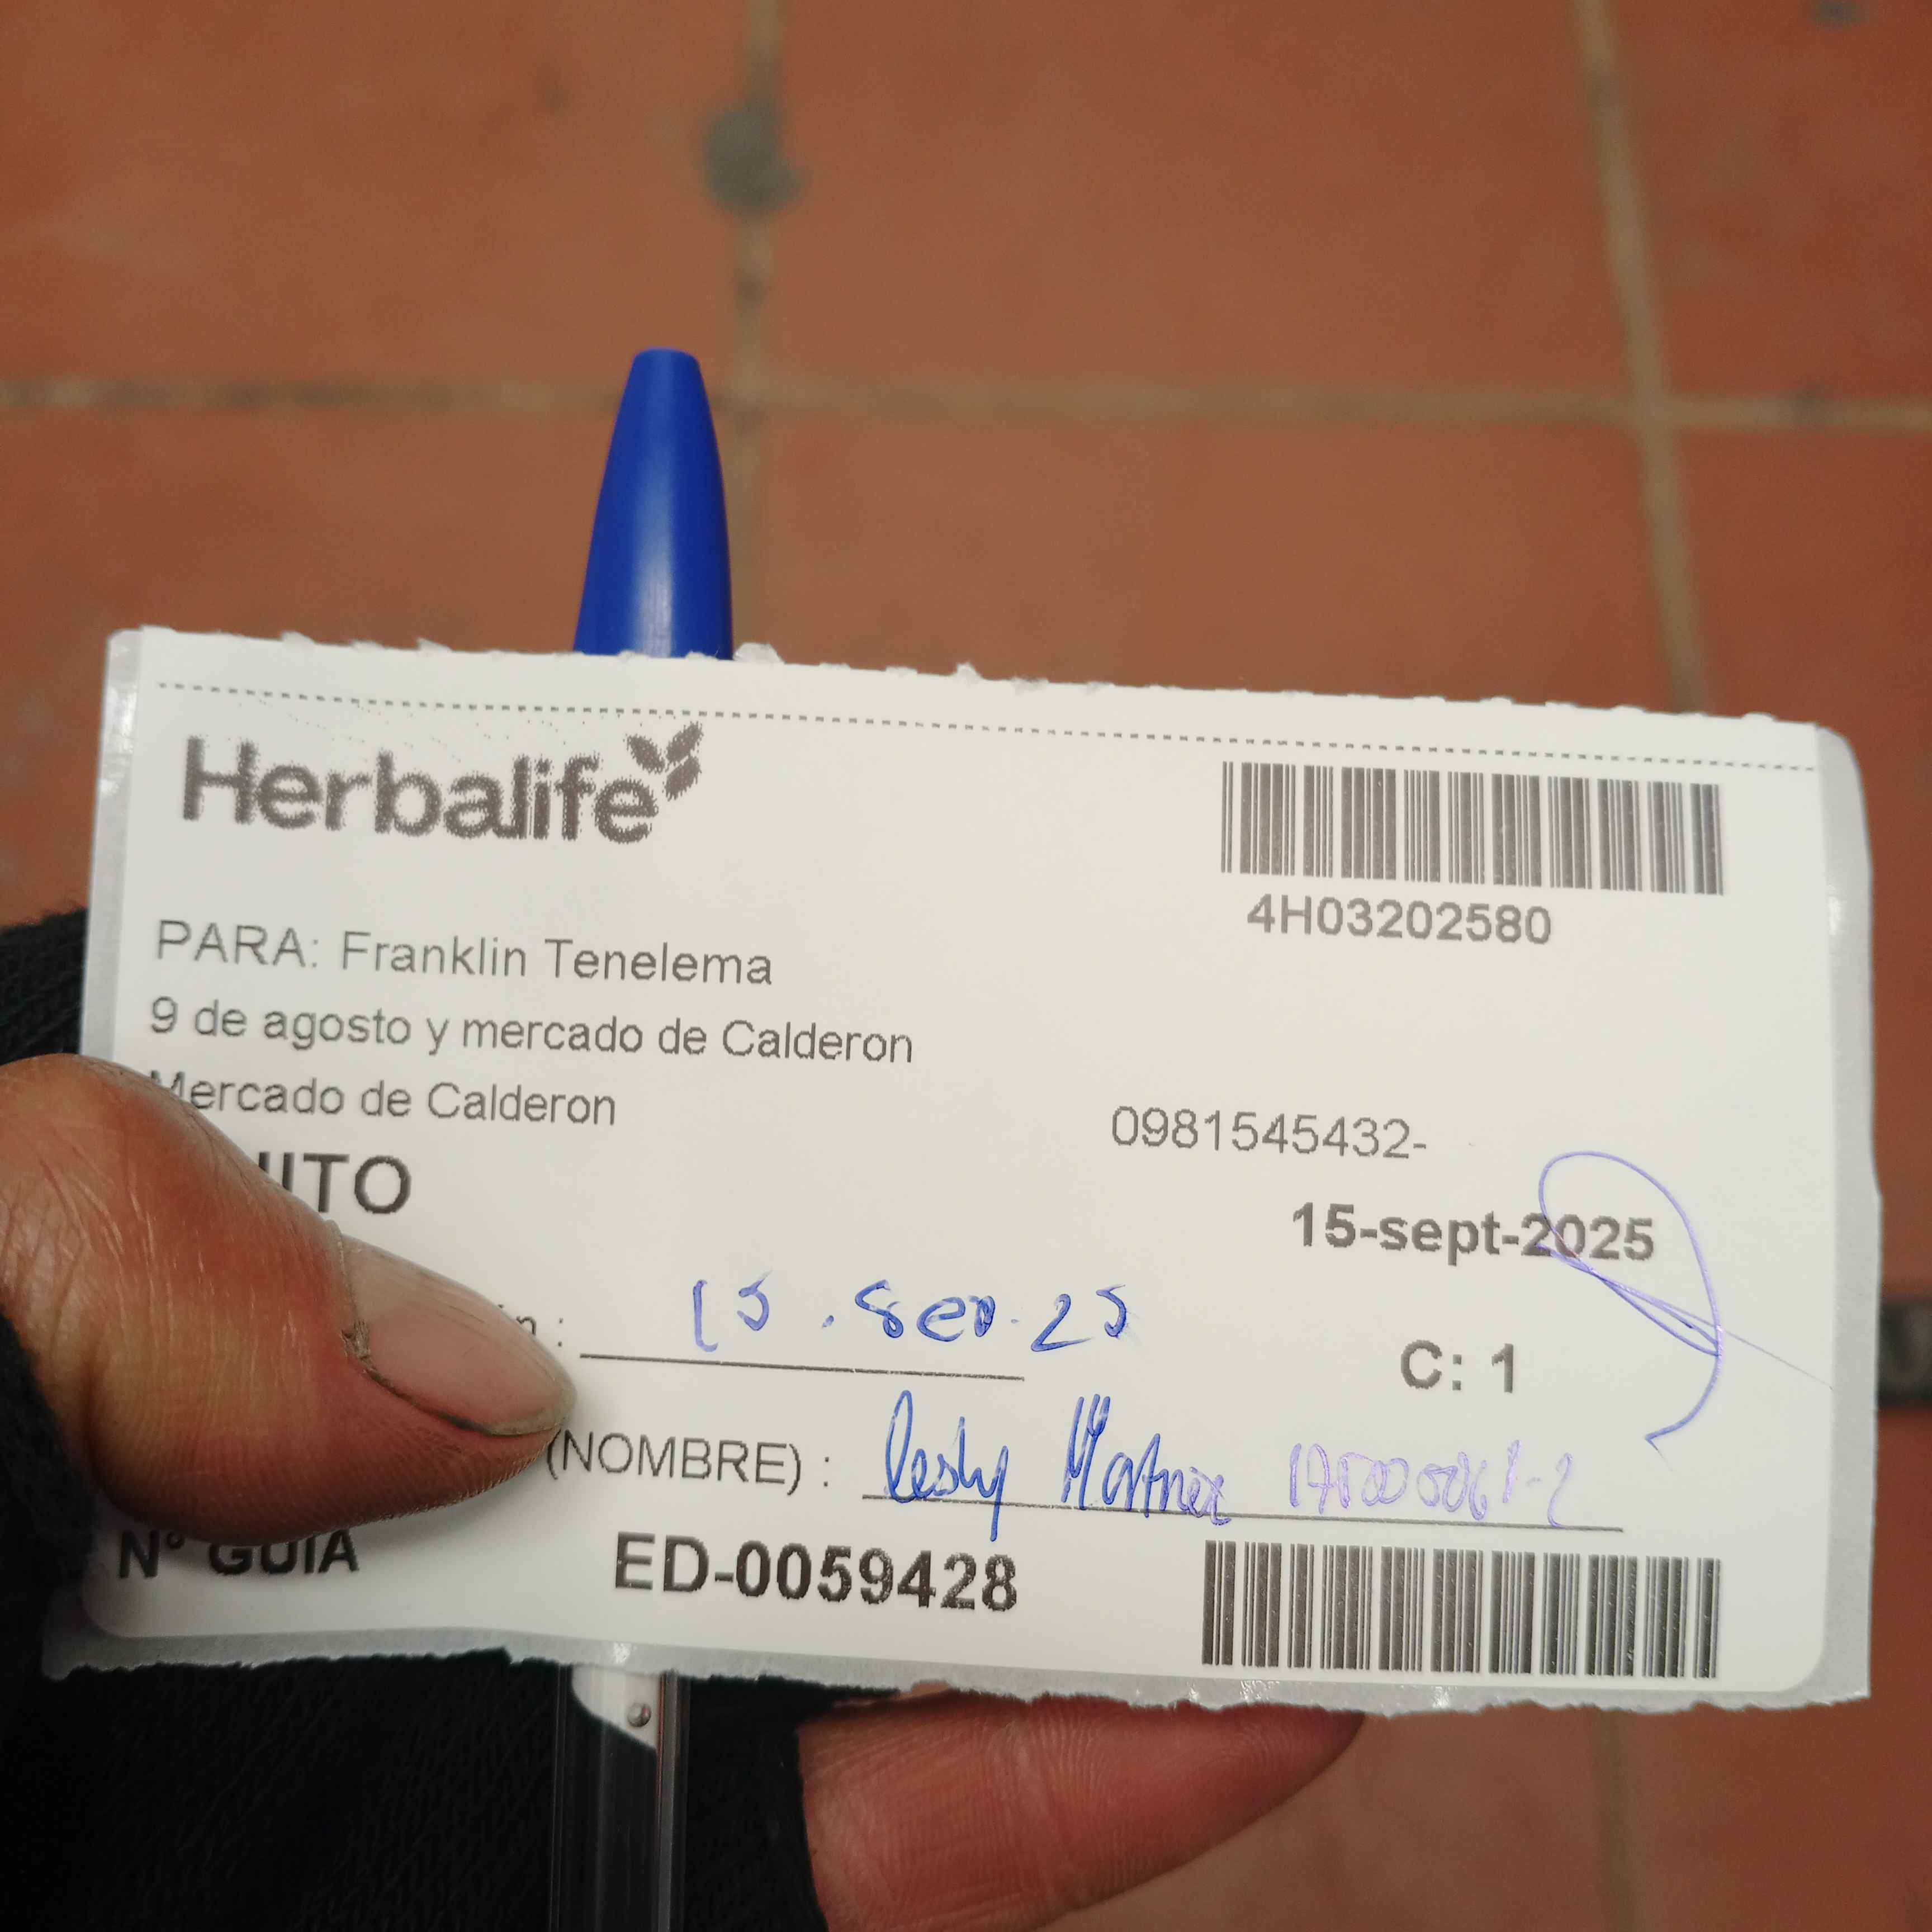 Herbalife
4H03202580
PARA: Franklin Tenelema
9 de agosto y mercado de Calderon
Mercado de Calderon
0981545432-
15-sept-2025
15 . Sep. 25
C: 1
(NOMBRE) : Lesly
N° GUIA ED-0059428